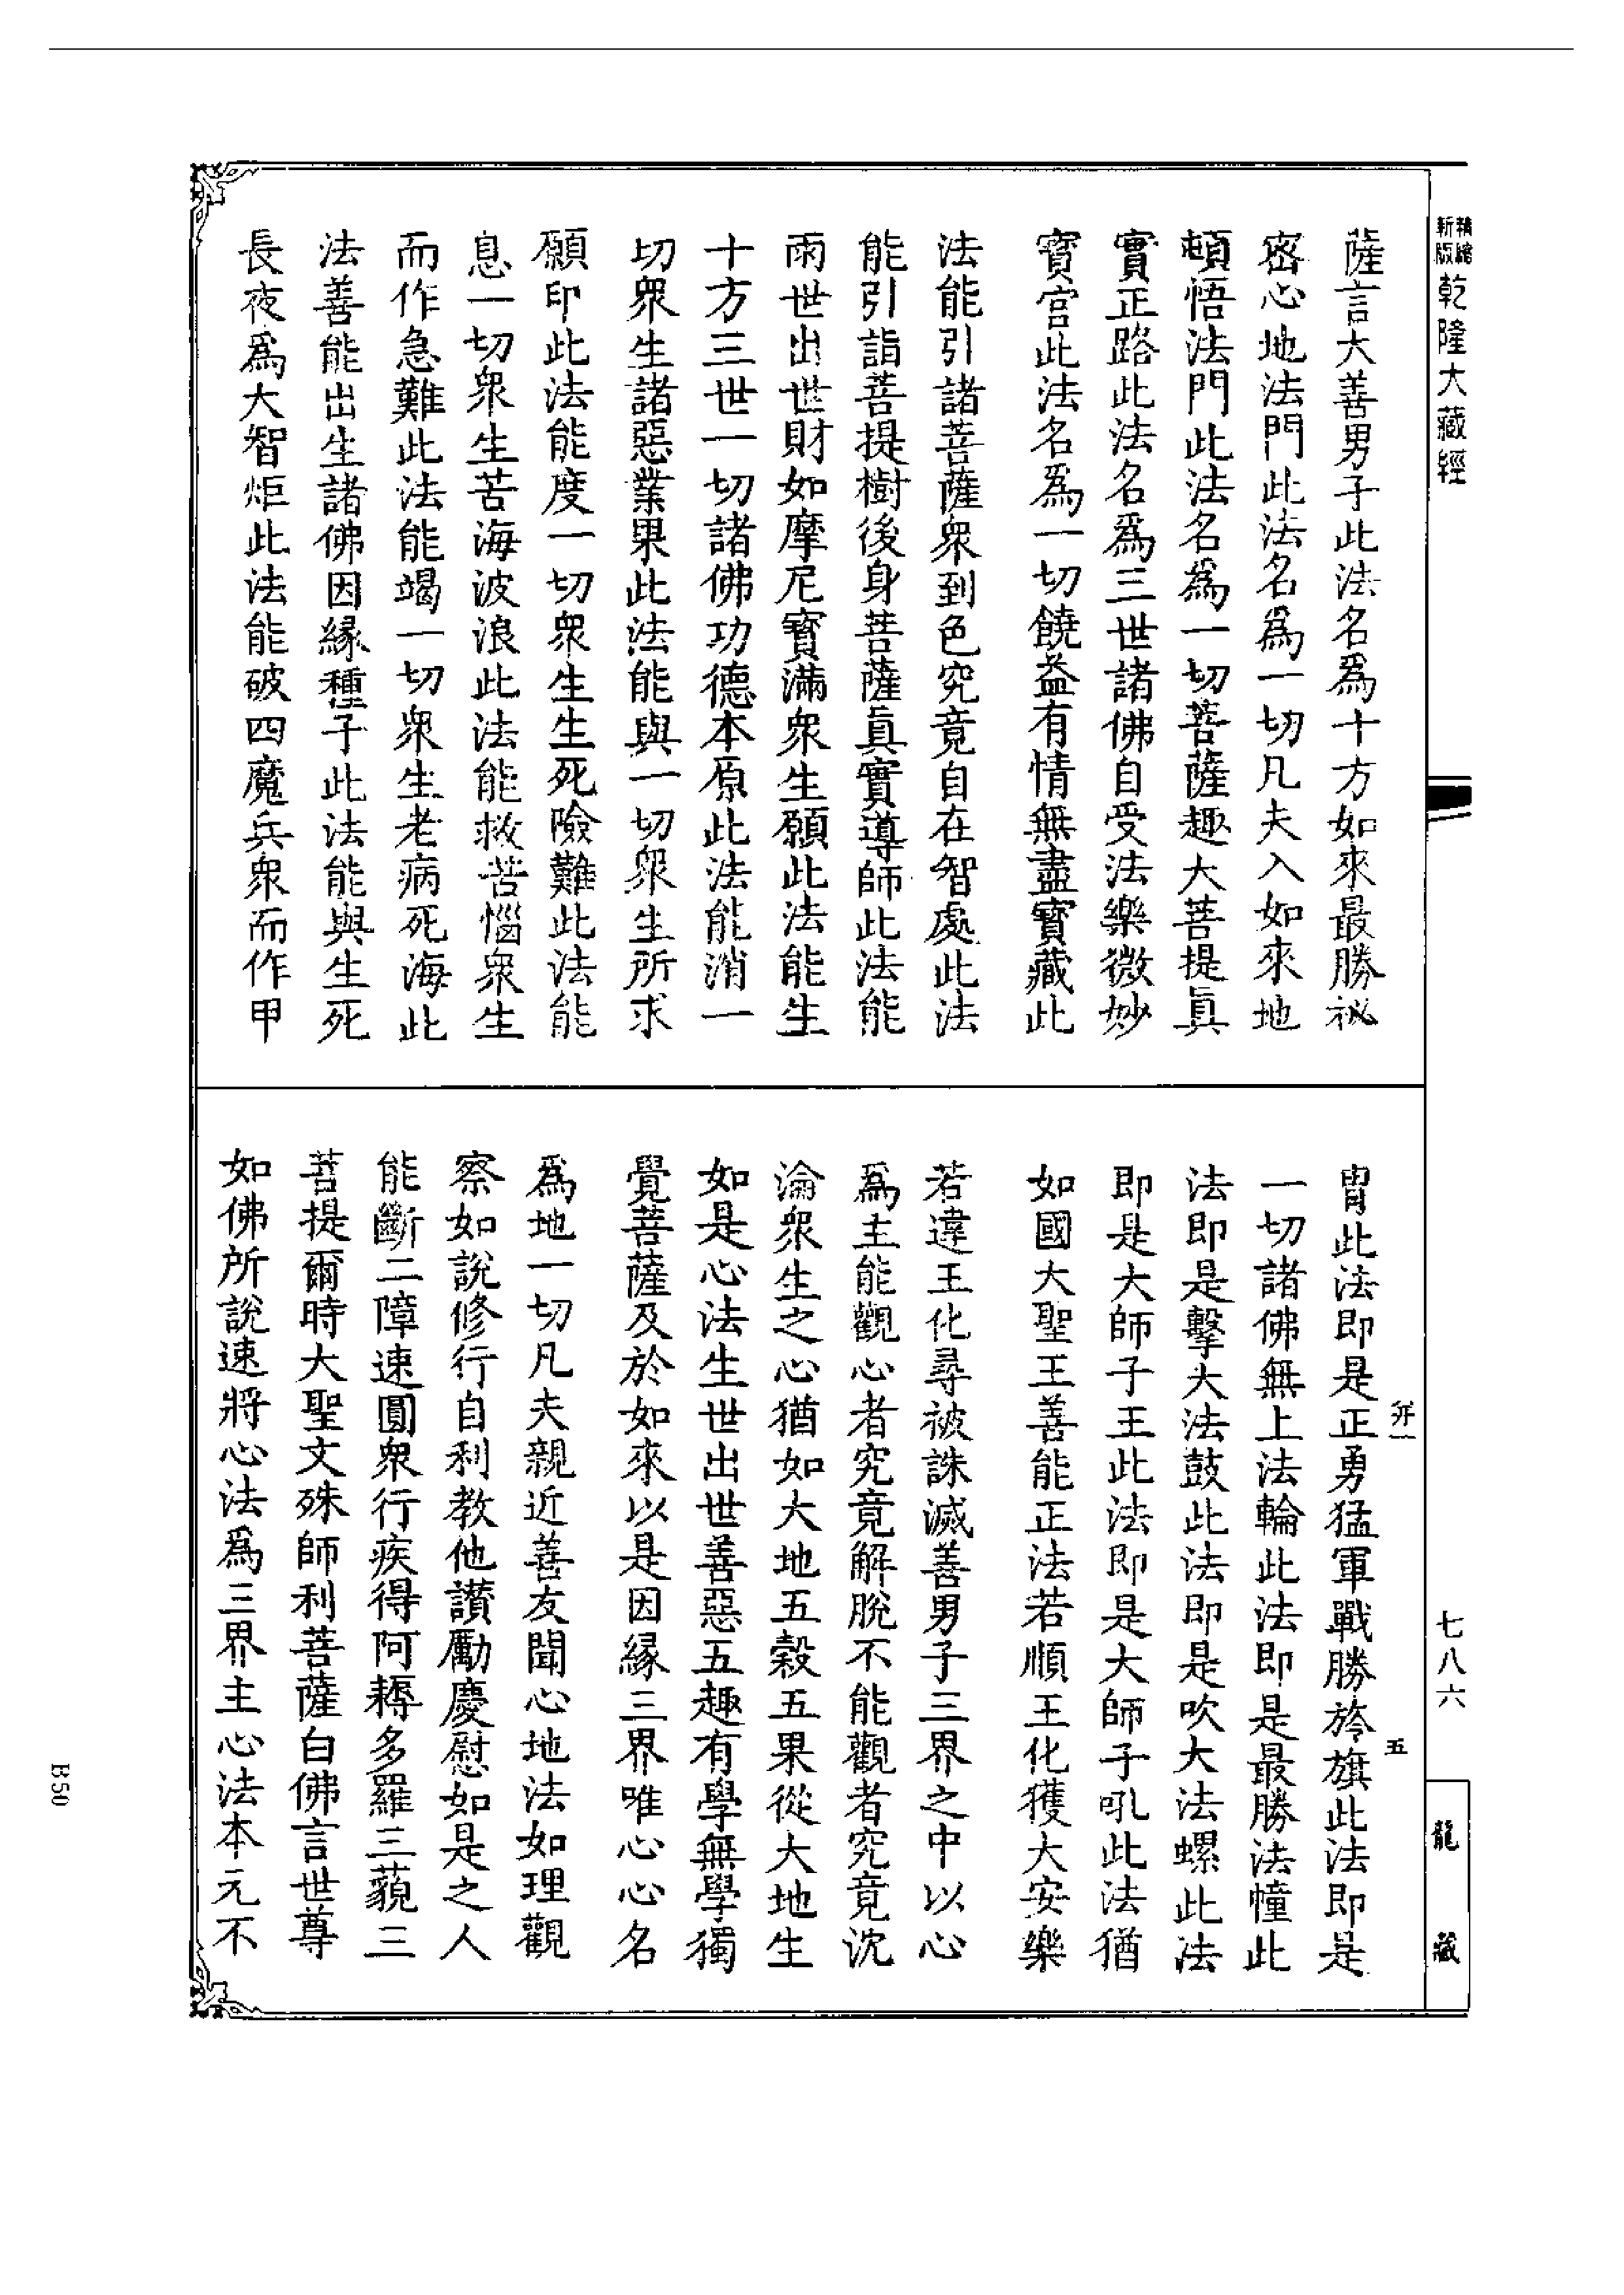 精縮
新版
乾隆大藏經
薩言大善男子此法名爲十方如來最勝祕
密心地法門此法名爲一切凡夫入如來地
頓悟法門此法名爲一切菩薩趣大菩提真
實正路此法名爲三世諸佛自受法樂微妙
寳宫此法名爲一切饒益有情無盡寳藏此
法能引諸菩薩衆到色究竟自在智處此法
能引詣菩提樹後身菩薩真實導師此法能
雨世出世財如摩尼寳滿衆生願此法能生
十方三世一切諸佛功德本原此法能消一
切衆生諸惡業果此法能與一切衆生所求
願印此法能度一切衆生生死險難此法能
息一切衆生苦海波浪此法能救苦惱衆生
而作急難此法能竭一切衆生老病死海此
法善能出生諸佛因緣種子此法能與生死
長夜爲大智炬此法能破四魔兵衆而作甲
胄此法即是正勇猛軍戰勝旍旗此法即是
一切諸佛無上法輪此法即是最勝法幢此
法即是擊大法鼓此法即是吹大法螺此法
即是大師子王此法即是大師子吼此法猶
如國大聖王善能正法若順王化獲大安樂
若違王化尋被誅滅善男子三界之中以心
爲主能觀心者究竟解脫不能觀者究竟沈
淪衆生之心猶如大地五穀五果從大地生
如是心法生世出世善惡五趣有學無學獨
覺菩薩及於如來以是因緣三界唯心心名
爲地一切凡夫親近善友聞心地法如理觀
察如說修行自利教他讃勵慶慰如是之人
能斷二障速圓衆行疾得阿耨多羅三藐三
菩提爾時大聖文殊師利菩薩白佛言世尊
如佛所說速將心法爲三界主心法本元不
五
七八六
龍藏
B50